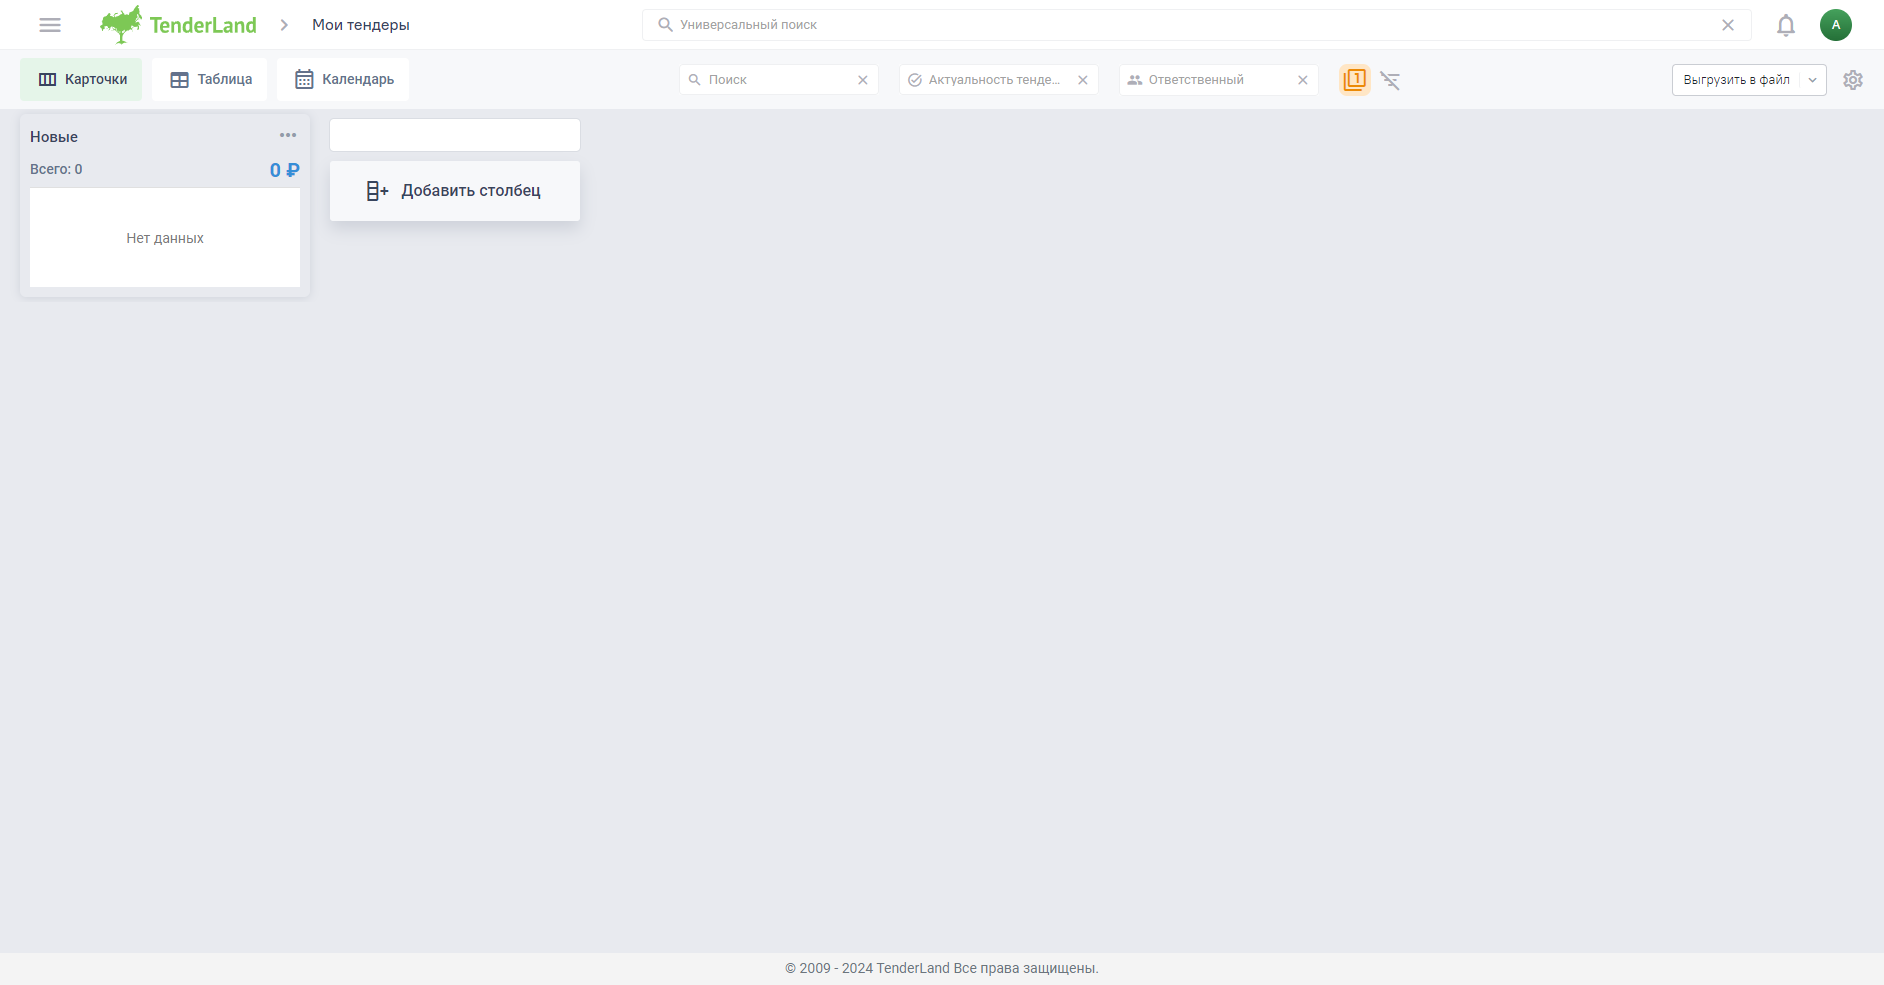 TenderLand
Мои тендеры
Универсальный поиск
A
Карточки
Таблица
Календарь
Поиск
Актуальность тенде...
Ответственный
1
Выгрузить в файл
Новые
Всего: 0
0 ₽
Нет данных
Добавить столбец
© 2009 - 2024 TenderLand Все права защищены.